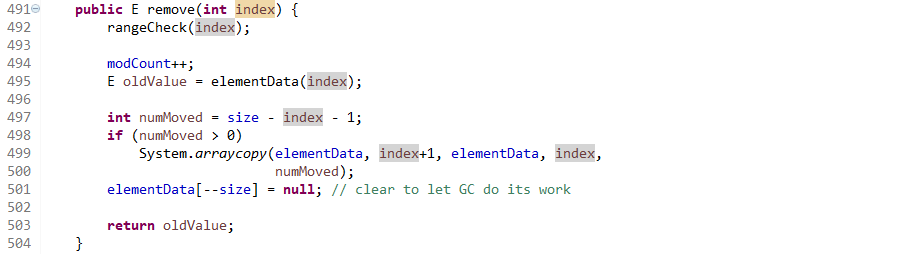 491 public E remove(int index) {
492 rangeCheck(index);
493
494 modCount++;
495 E oldValue = elementData(index);
496
497 int numMoved = size - index - 1;
498 if (numMoved > 0)
499 System.arraycopy(elementData, index+1, elementData, index,
500 numMoved);
501 elementData[--size] = null; // clear to let GC do its work
502
503 return oldValue;
504 }